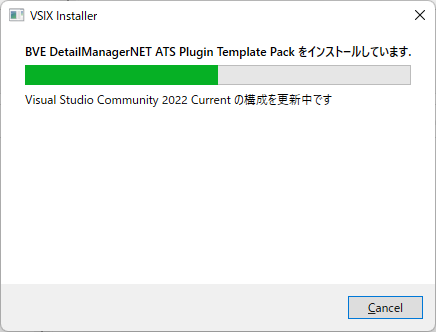 VSIX Installer
BVE DetailManagerNET ATS Plugin Template Pack をインストールしています.
Visual Studio Community 2022 Current の構成を更新中です
Cancel